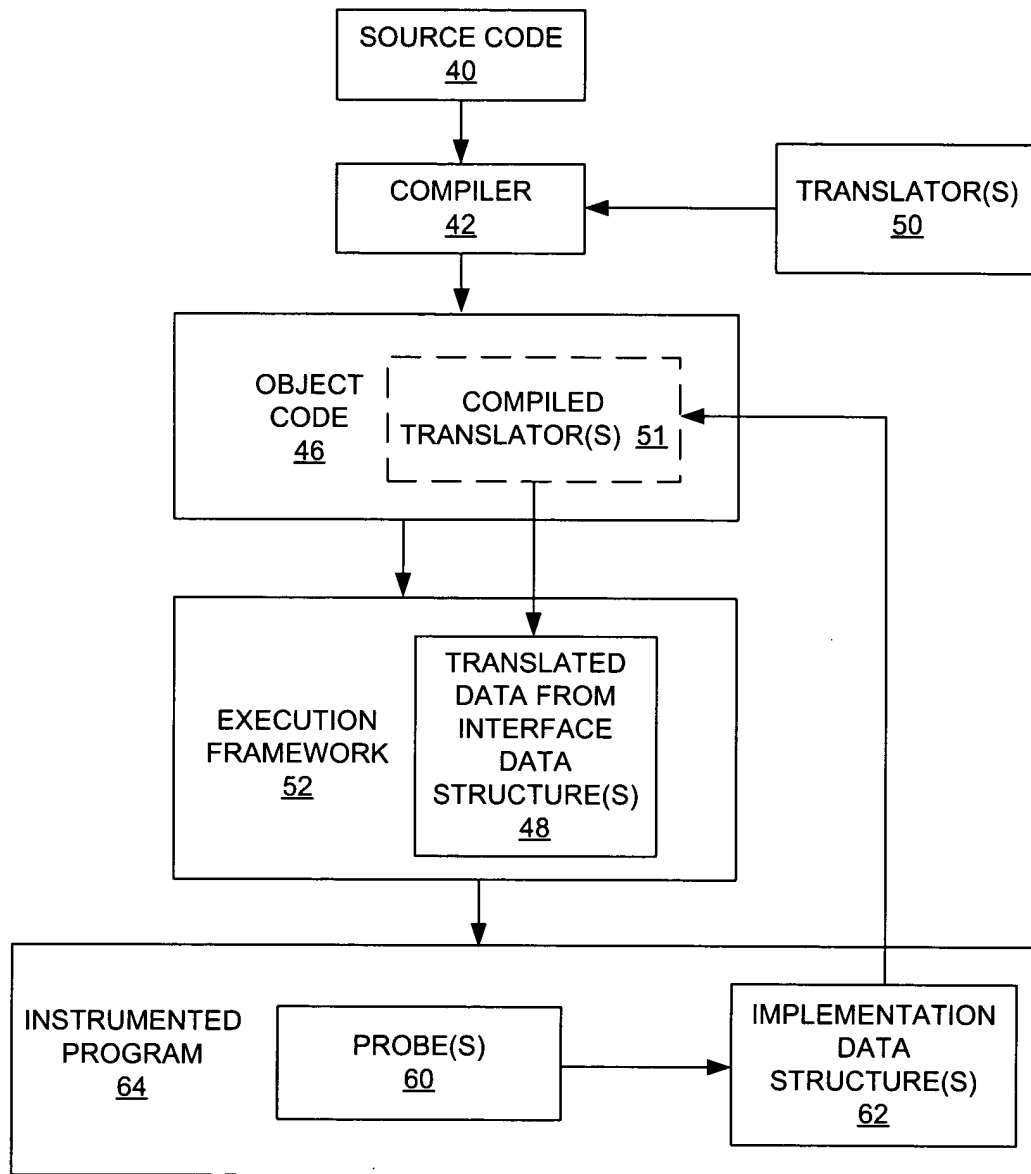 SOURCE CODE
40
COMPILER
42
TRANSLATOR(S)
50
OBJECT
CODE
46
COMPILED
TRANSLATOR(S) 51
EXECUTION
FRAMEWORK
52
TRANSLATED
DATA FROM
INTERFACE
DATA
STRUCTURE(S)
48
INSTRUMENTED
PROGRAM
64
PROBE(S)
60
IMPLEMENTATION
DATA
STRUCTURE(S)
62